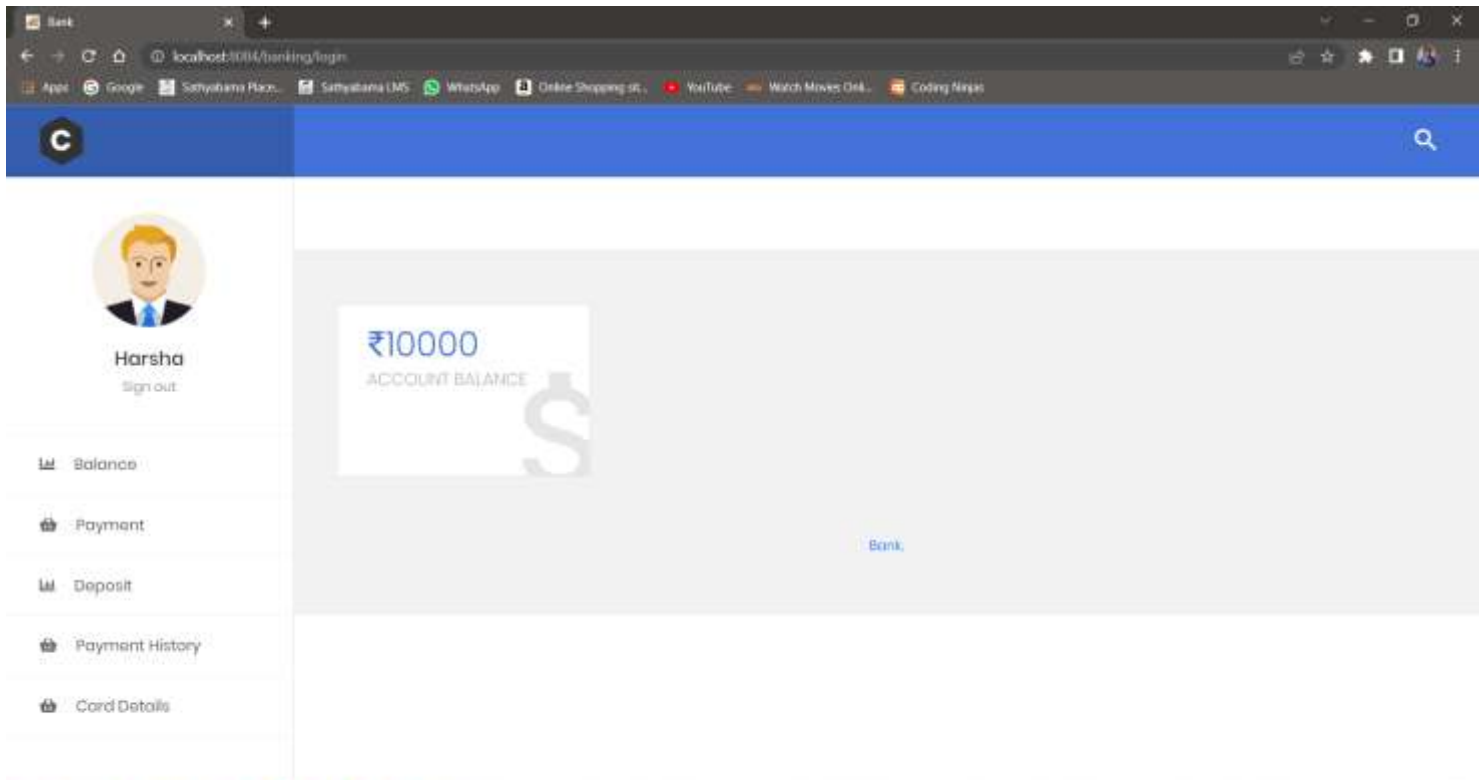 Bank
localhost:8084/banking/login
Apps Google Sathyabama Place... Sathyabama LMS WhatsApp Online Shopping sit... YouTube Watch Movies Onli... Coding Ninjas
C
Harsha
Sign out
₹10000
ACCOUNT BALANCE
$
Balance
Payment
Bank.
Deposit
Payment History
Card Details